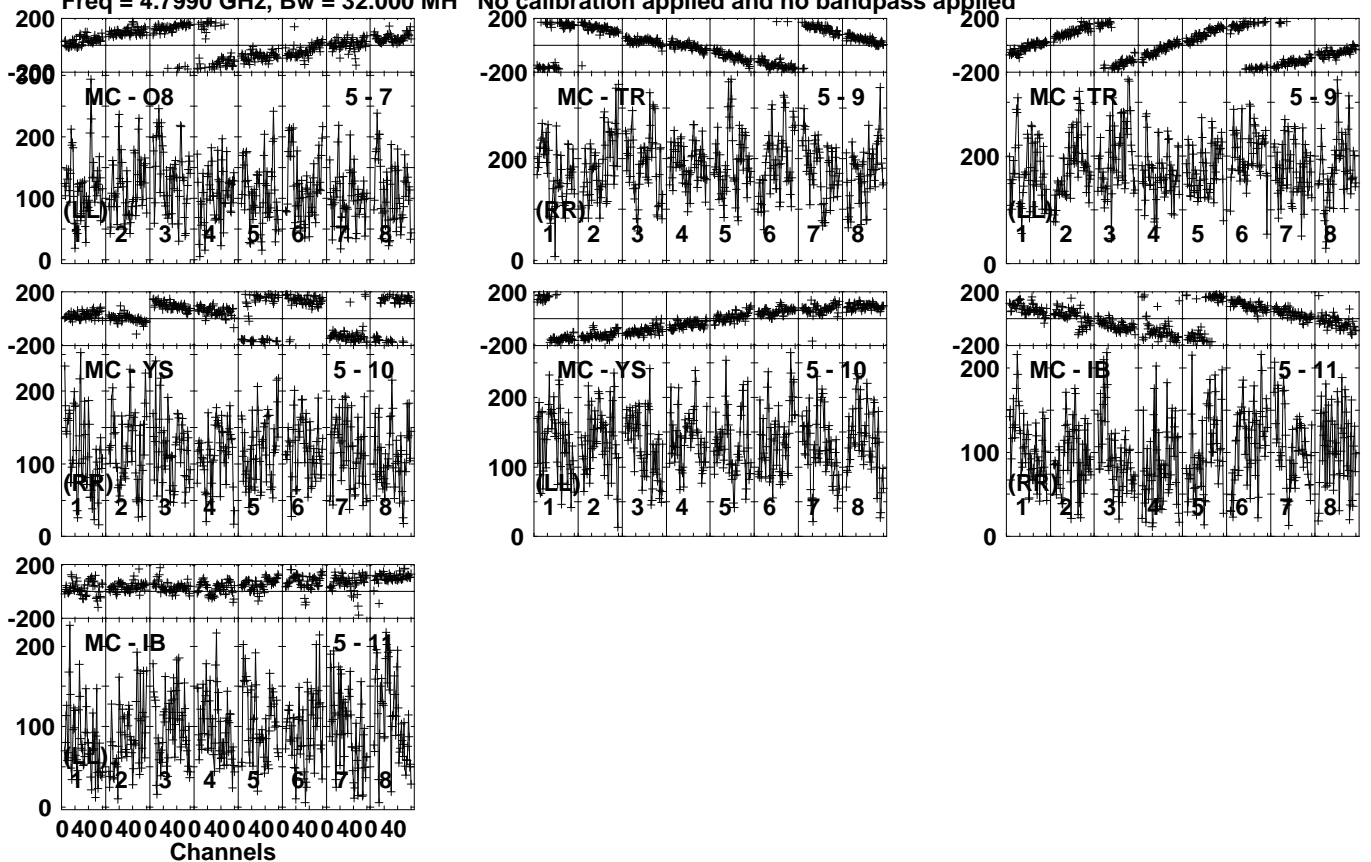 Freq = 4.7990 GHz, Bw = 32.000 MH No calibration applied and no bandpass applied
200
-200
300
MC - O8 5 - 7
200
100
(LL)
1 2 3 4 5 6 7 8
0
200
-200
MC - TR 5 - 9
200
(RR)
1 2 3 4 5 6 7 8
0
200
-200
MC - TR 5 - 9
200
(LL)
1 2 3 4 5 6 7 8
0
200
-200
MC - YS 5 - 10
200
100
(RR)
1 2 3 4 5 6 7 8
0
200
-200
MC - YS 5 - 10
200
100
(LL)
1 2 3 4 5 6 7 8
0
200
-200
200
MC - IB 5 - 11
100
(RR)
1 2 3 4 5 6 7 8
0
200
-200
200
MC - IB 5 - 11
100
(LL)
1 2 3 4 5 6 7 8
0
0 40 0 40 0 40 0 40 0 40 0 40 0 40 0 40
Channels